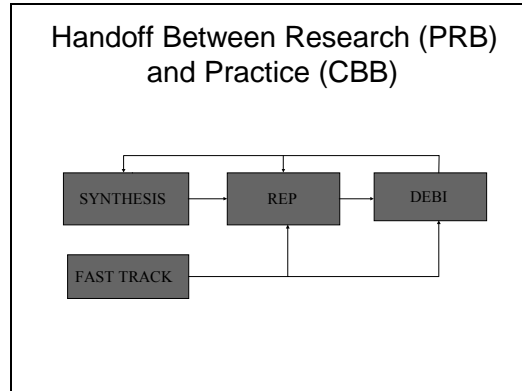 Handoff Between Research (PRB)
and Practice (CBB)
SYNTHESIS
REP
DEBI
FAST TRACK